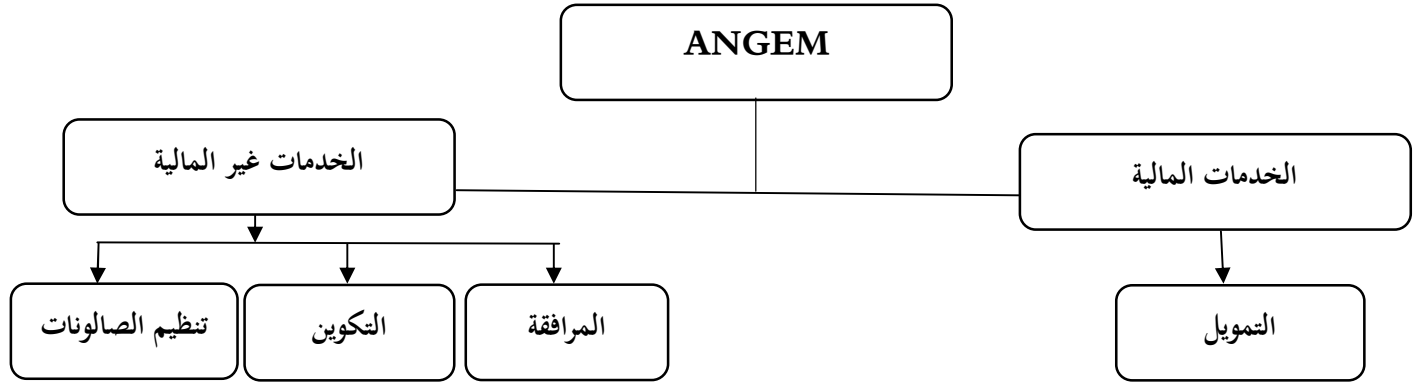 ANGEM
الخدمات المالية
الخدمات غير المالية
التمويل
المرافقة
التكوين
تنظيم الصالونات